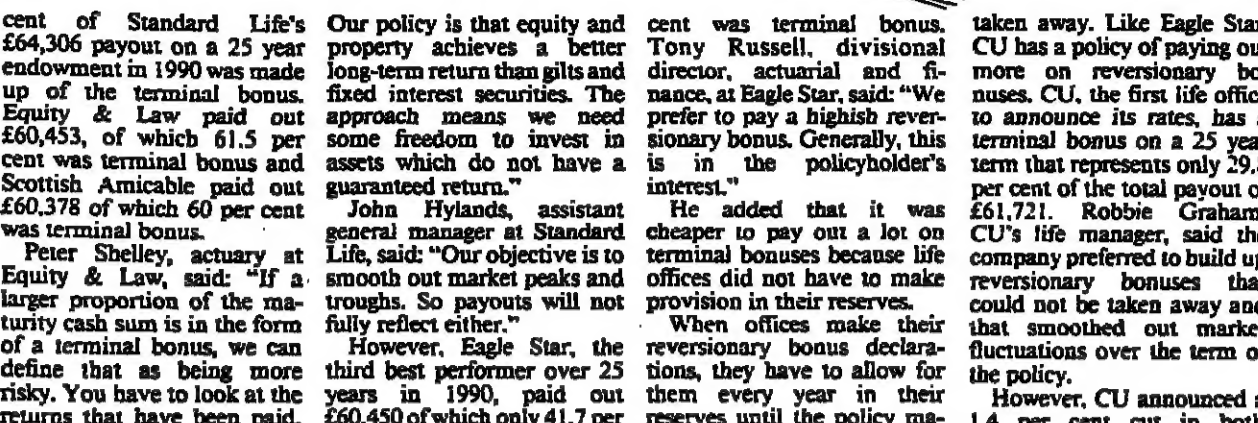 cent of Standard Life's
£64,306 payout on a 25 year
endowment in 1990 was made
up of the terminal bonus.
Equity & Law paid out
£60,453, of which 61.5 per
cent was terminal bonus and
Scottish Amicable paid out
£60.378 of which 60 per cent
was terminal bonus.
Peter Shelley, actuary at
Equity & Law, said: "If a
larger proportion of the ma-
turity cash sum is in the form
of a terminal bonus, we can
define that as being more
risky. You have to look at the
returns that have been paid.
Our policy is that equity and
property achieves a better
long-term return than gilts and
fixed interest securities. The
approach means we need
some freedom to invest in
assets which do not have a
guaranteed return."
John Hylands, assistant
general manager at Standard
Life, said: "Our objective is to
smooth out market peaks and
troughs. So payouts will not
fully reflect either."
However, Eagle Star, the
third best performer over 25
years in 1990, paid out
£60.450 of which only 41.7 per
cent was terminal bonus.
Tony Russell, divisional
director, actuarial and fi-
nance, at Eagle Star, said: "We
prefer to pay a highish rever-
sionary bonus. Generally, this
is in the policyholder's
interest."
He added that it was
cheaper to pay out a lot on
terminal bonuses because life
offices did not have to make
provision in their reserves.
When offices make their
reversionary bonus declara-
tions, they have to allow for
them every year in their
reserves until the policy ma-
taken away. Like Eagle Star
CU has a policy of paying ou
more on reversionary bo
nuses. CU, the first life offic
to announce its rates, has
terminal bonus on a 25 yea
term that represents only 29.
per cent of the total payout o
£61,721. Robbie Graham
CU's life manager, said the
company preferred to build up
reversionary bonuses tha
could not be taken away and
that smoothed out marke
fluctuations over the term o
the policy.
However, CU announced a
1.4 per cent cut in both